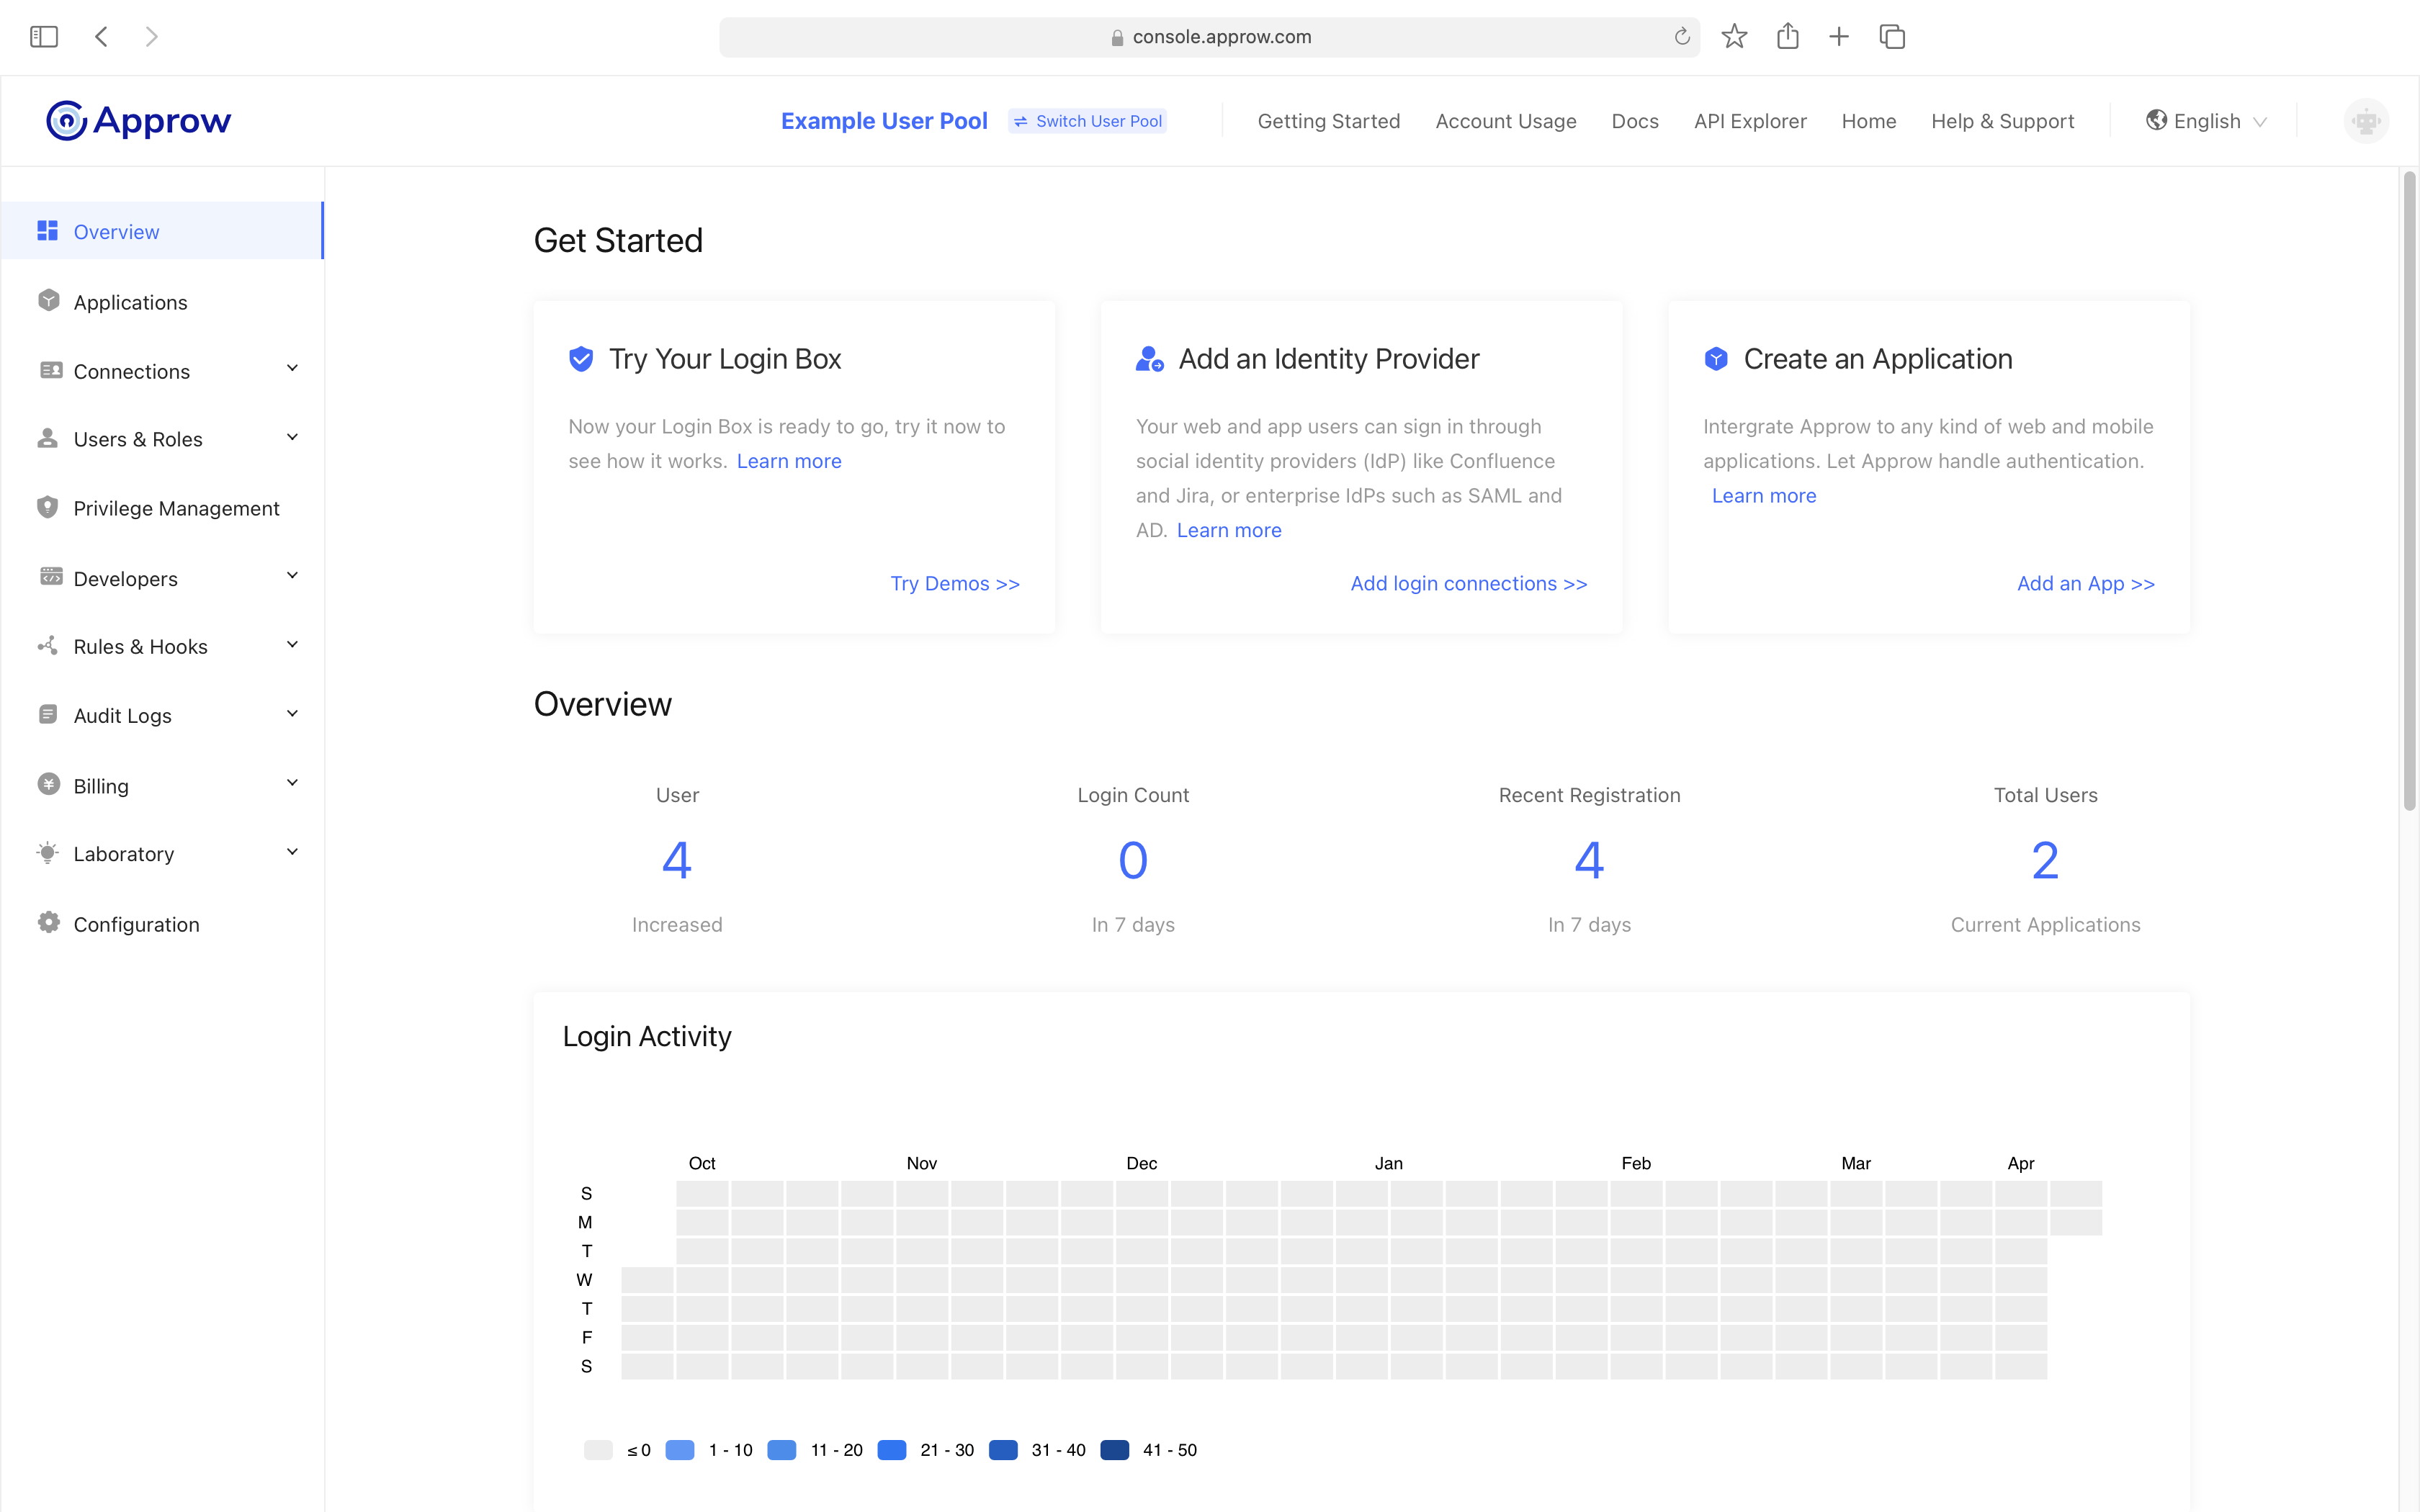 console.approw.com
Approw
Example User Pool
Switch User Pool
Getting Started
Account Usage
Docs
API Explorer
Home
Help & Support
English
Overview
Applications
Connections
Users & Roles
Privilege Management
Developers
Rules & Hooks
Audit Logs
Billing
Laboratory
Configuration
Get Started
Try Your Login Box
Now your Login Box is ready to go, try it now to
see how it works. Learn more
Try Demos >>
Add an Identity Provider
Your web and app users can sign in through
social identity providers (IdP) like Confluence
and Jira, or enterprise IdPs such as SAML and
AD. Learn more
Add login connections >>
Create an Application
Intergrate Approw to any kind of web and mobile
applications. Let Approw handle authentication.
Learn more
Add an App >>
Overview
User
4
Increased
Login Count
0
In 7 days
Recent Registration
4
In 7 days
Total Users
2
Current Applications
Login Activity
Oct Nov Dec Jan Feb Mar Apr
S
M
T
W
T
F
S
≤ 0 1 - 10 11 - 20 21 - 30 31 - 40 41 - 50